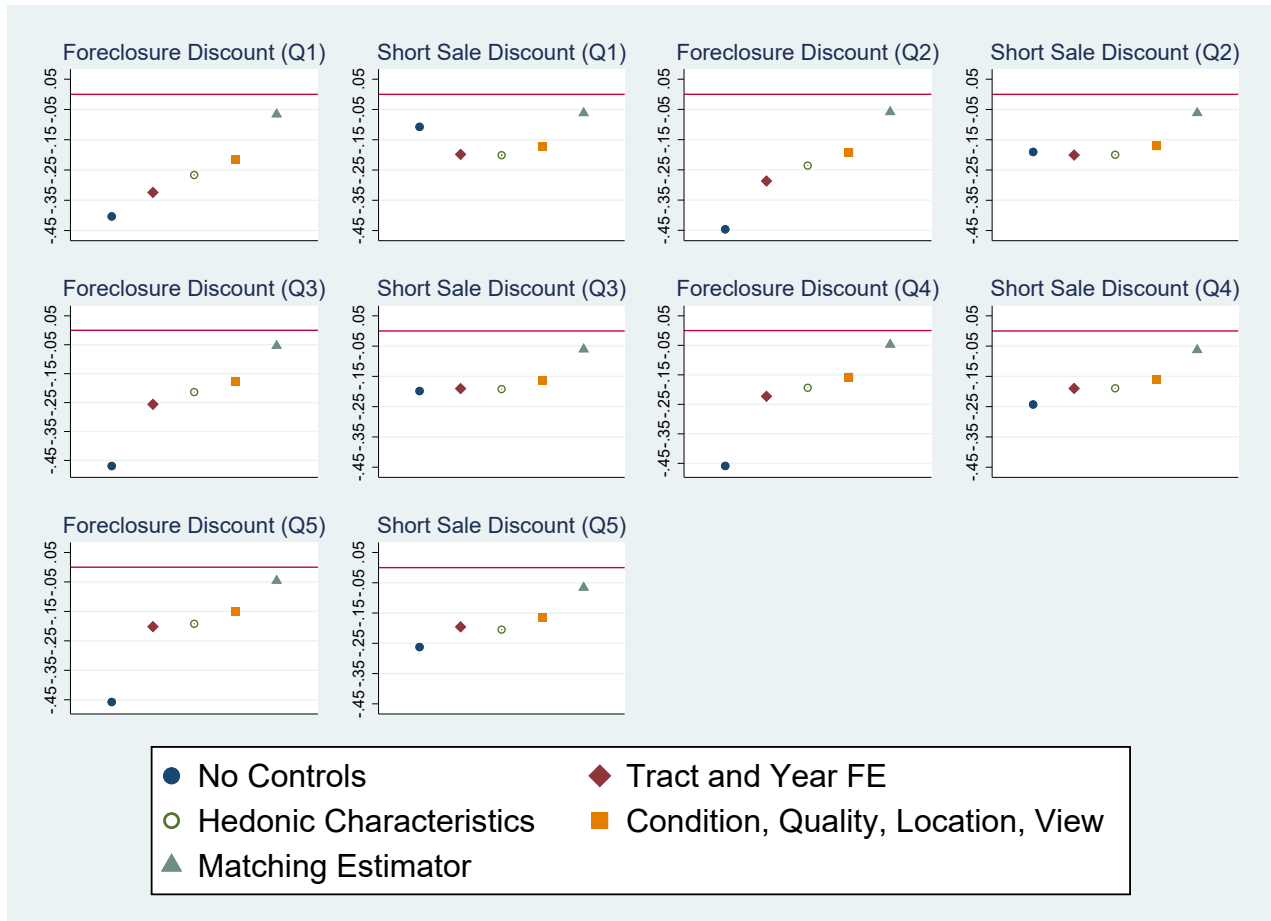 Foreclosure Discount (Q1)
-.45 -.35 -.25 -.15 -.05 .05
Short Sale Discount (Q1)
-.45 -.35 -.25 -.15 -.05 .05
Foreclosure Discount (Q2)
-.45 -.35 -.25 -.15 -.05 .05
Short Sale Discount (Q2)
-.45 -.35 -.25 -.15 -.05 .05
Foreclosure Discount (Q3)
-.45 -.35 -.25 -.15 -.05 .05
Short Sale Discount (Q3)
-.45 -.35 -.25 -.15 -.05 .05
Foreclosure Discount (Q4)
-.45 -.35 -.25 -.15 -.05 .05
Short Sale Discount (Q4)
-.45 -.35 -.25 -.15 -.05 .05
Foreclosure Discount (Q5)
-.45 -.35 -.25 -.15 -.05 .05
Short Sale Discount (Q5)
-.45 -.35 -.25 -.15 -.05 .05
No Controls
Tract and Year FE
Hedonic Characteristics
Condition, Quality, Location, View
Matching Estimator